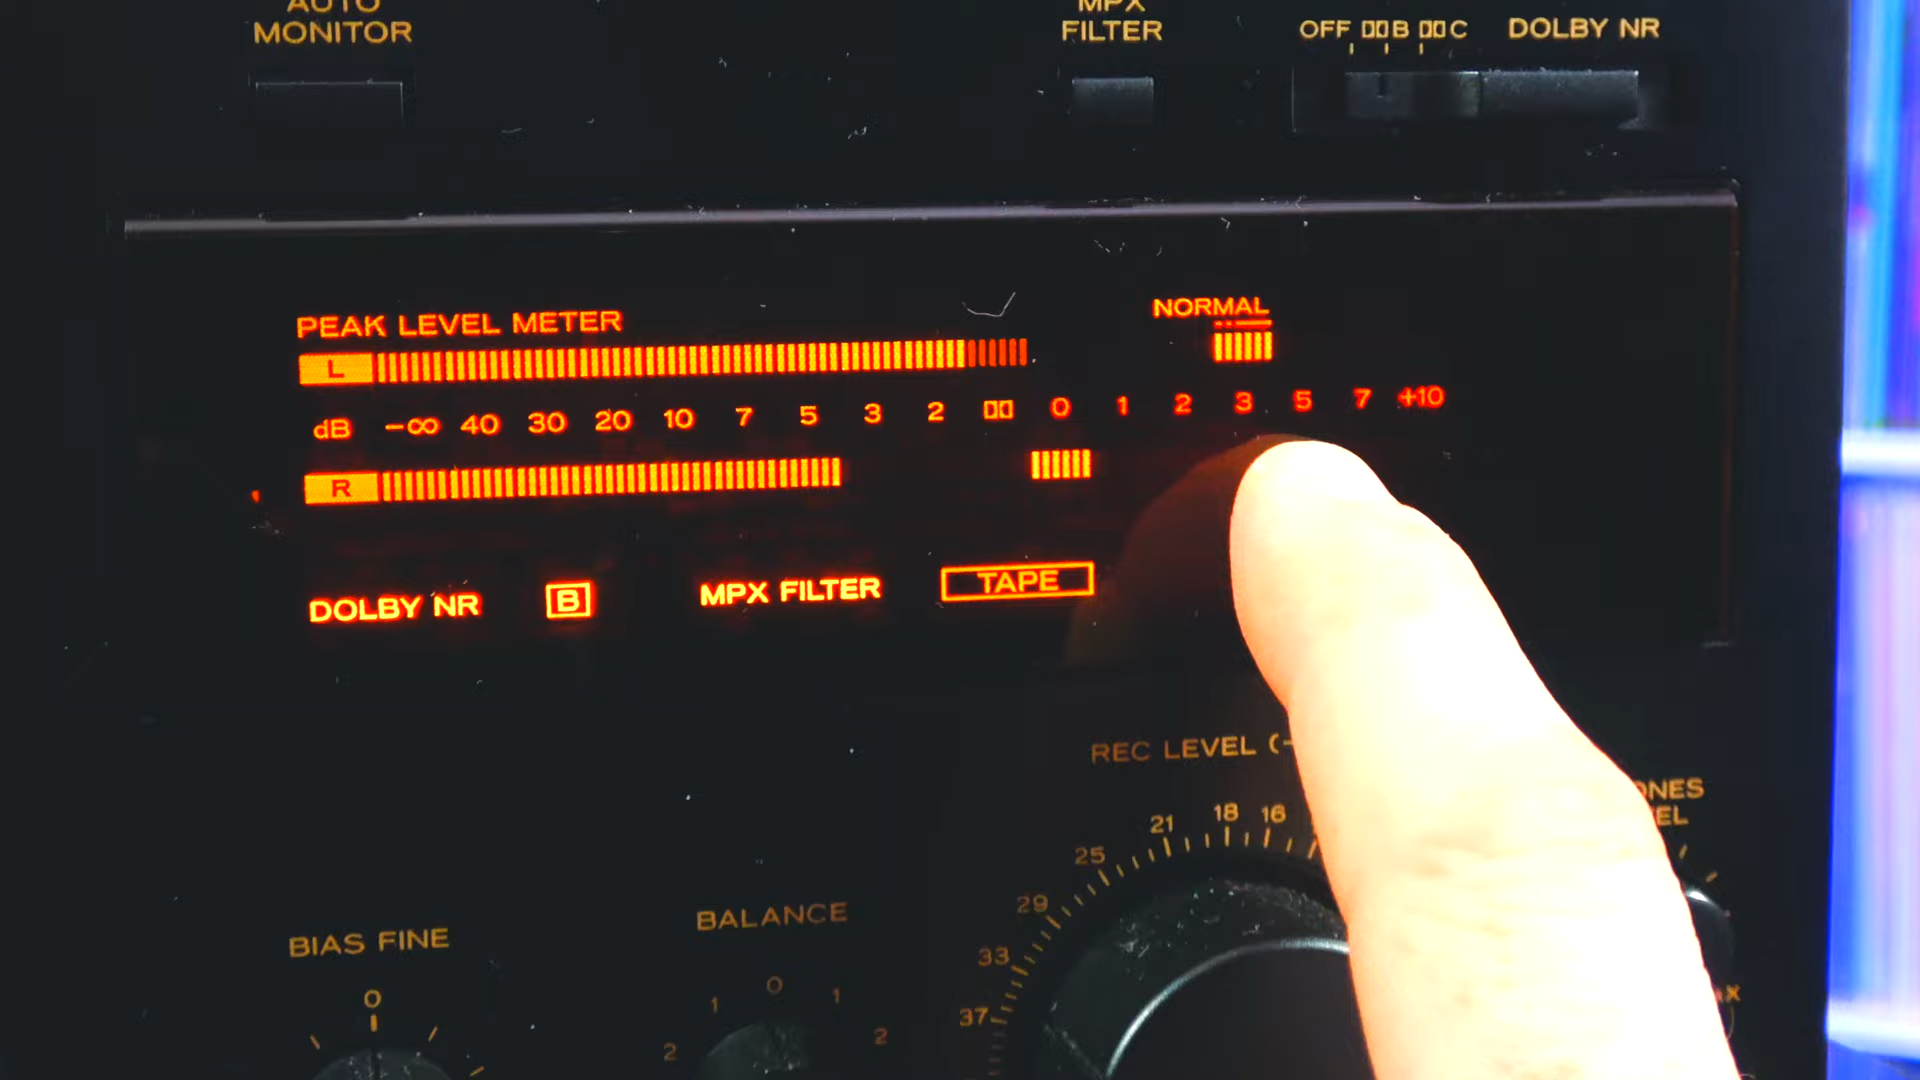 AUTO
MONITOR
MPX
FILTER
OFF B C DOLBY NR
PEAK LEVEL METER
NORMAL
L
dB -∞ 40 30 20 10 7 5 3 2 0 1 2 3 5 7 +10
R
DOLBY NR B MPX FILTER TAPE
REC LEVEL (-
BIAS FINE
0
BALANCE
2 1 0 1 2
37 33 29 25 21 18 16